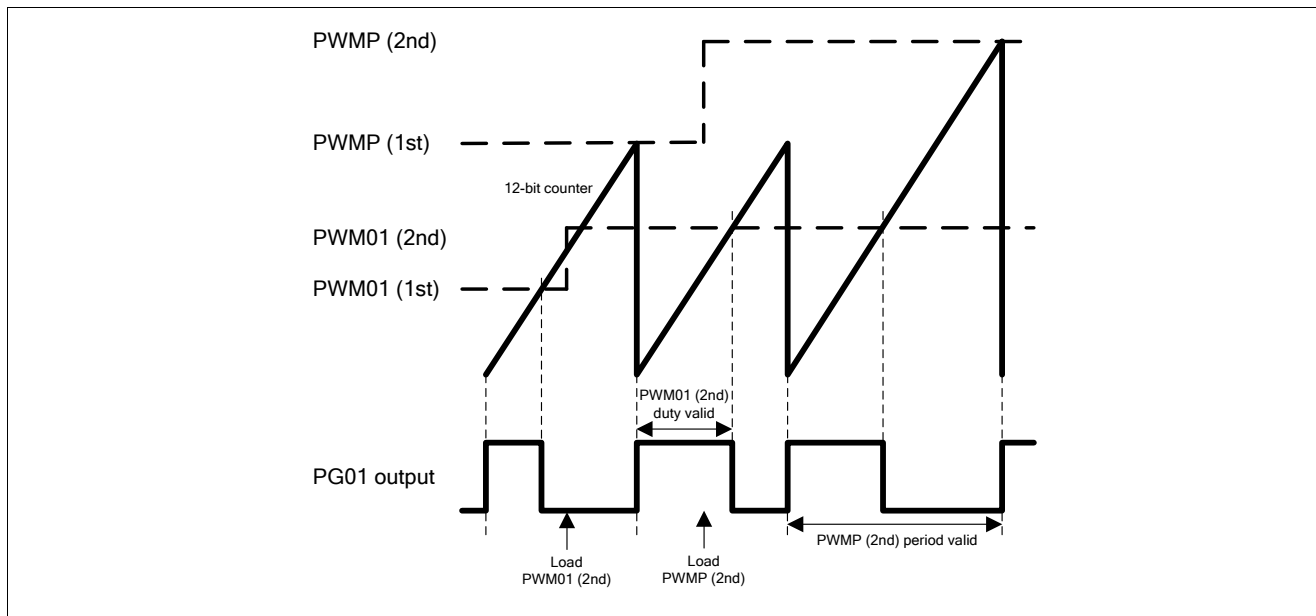 PWMP (2nd)
PWMP (1st)
12-bit counter
PWM01 (2nd)
PWM01 (1st)
PWM01 (2nd)
duty valid
PG01 output
PWMP (2nd) period valid
Load
PWM01 (2nd)
Load
PWMP (2nd)